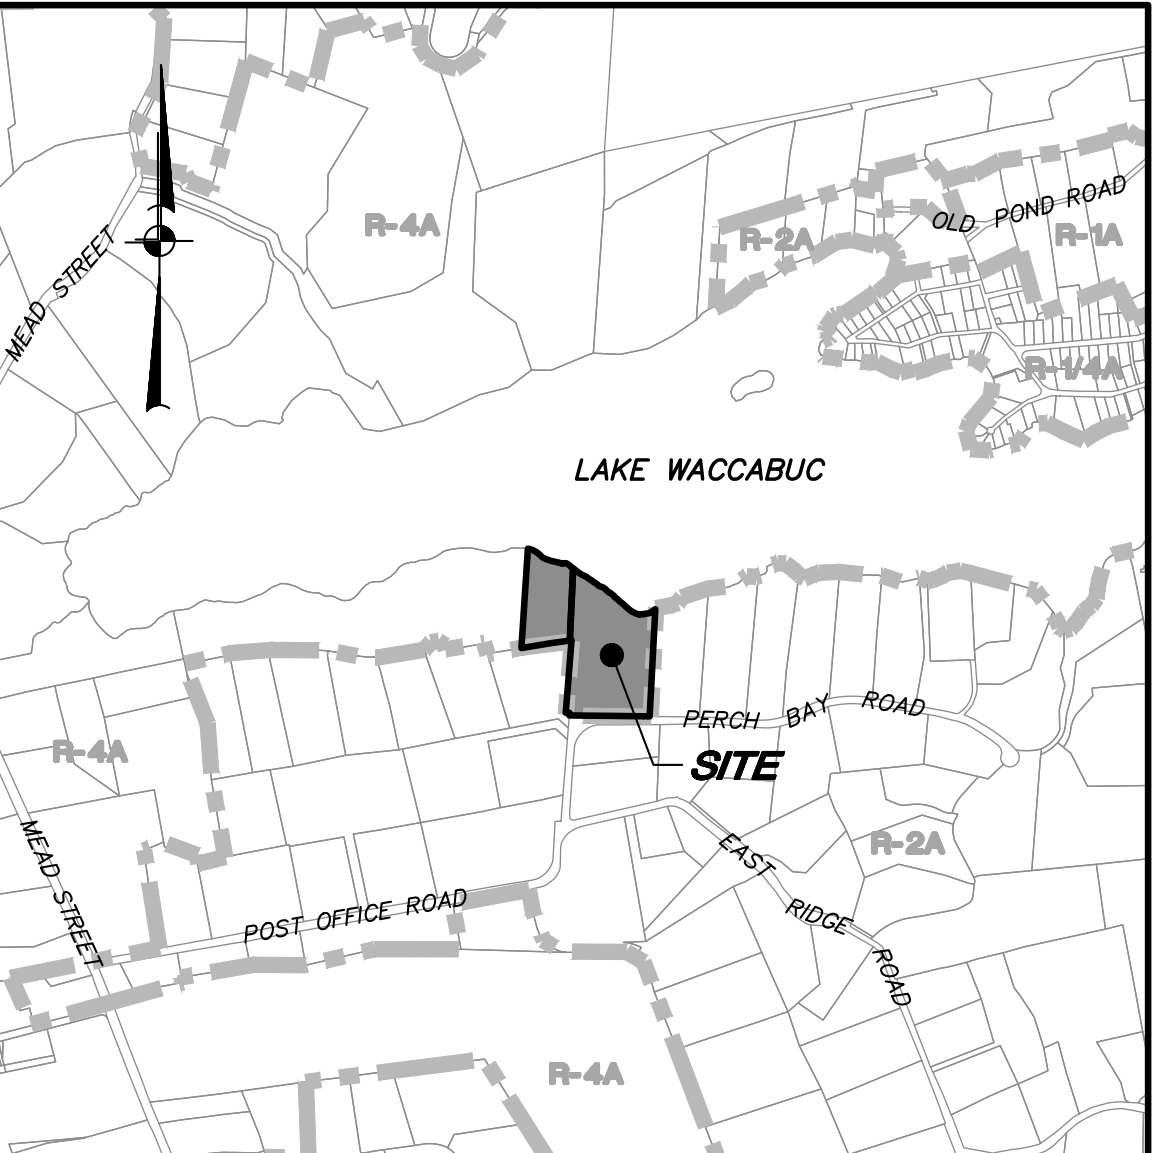 R-4A
OLD POND ROAD
R-2A
R-1A
MEAD STREET
R-1/4A
LAKE WACCABUC
PERCH BAY ROAD
R-4A
SITE
MEAD STREET
EAST RIDGE ROAD
R-2A
POST OFFICE ROAD
R-4A